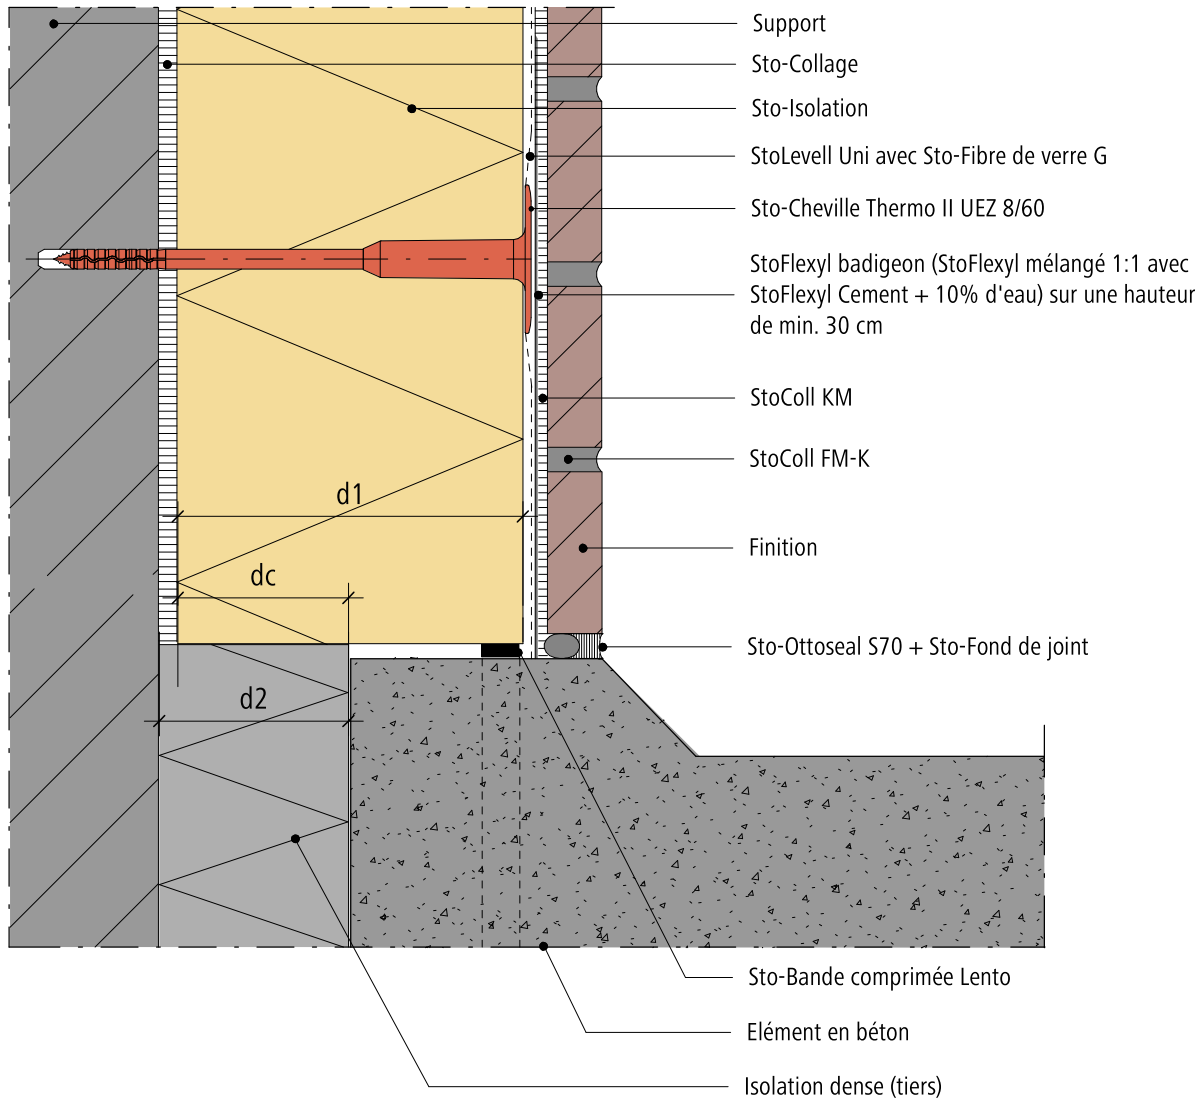 Support
Sto-Collage
Sto-Isolation
StoLevell Uni avec Sto-Fibre de verre G
Sto-Cheville Thermo II UEZ 8/60
StoFlexyl badigeon (StoFlexyl mélangé 1:1 avec
StoFlexyl Cement + 10% d'eau) sur une hauteur
de min. 30 cm
StoColl KM
StoColl FM-K
d1
Finition
dc
Sto-Ottoseal S70 + Sto-Fond de joint
d2
Sto-Bande comprimée Lento
Elément en béton
Isolation dense (tiers)